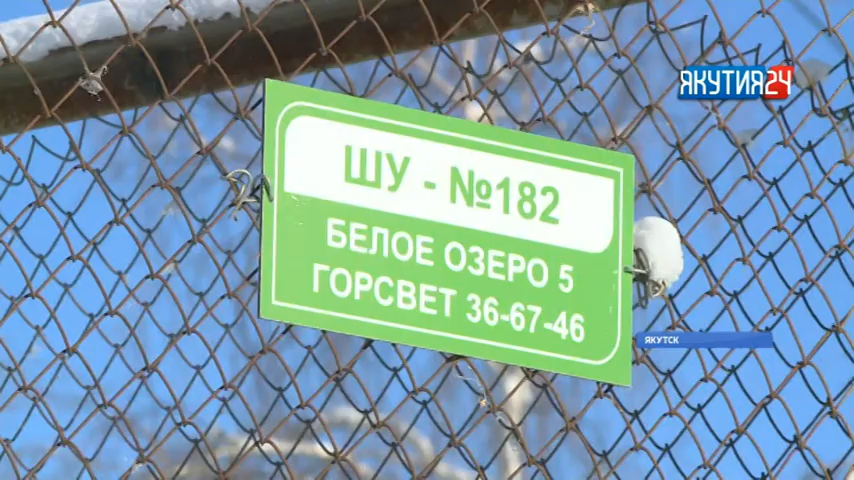 ЯКУТИЯ24
ШУ - №182
БЕЛОЕ ОЗЕРО 5
ГОРСВЕТ 36-67-46
ЯКУТСК